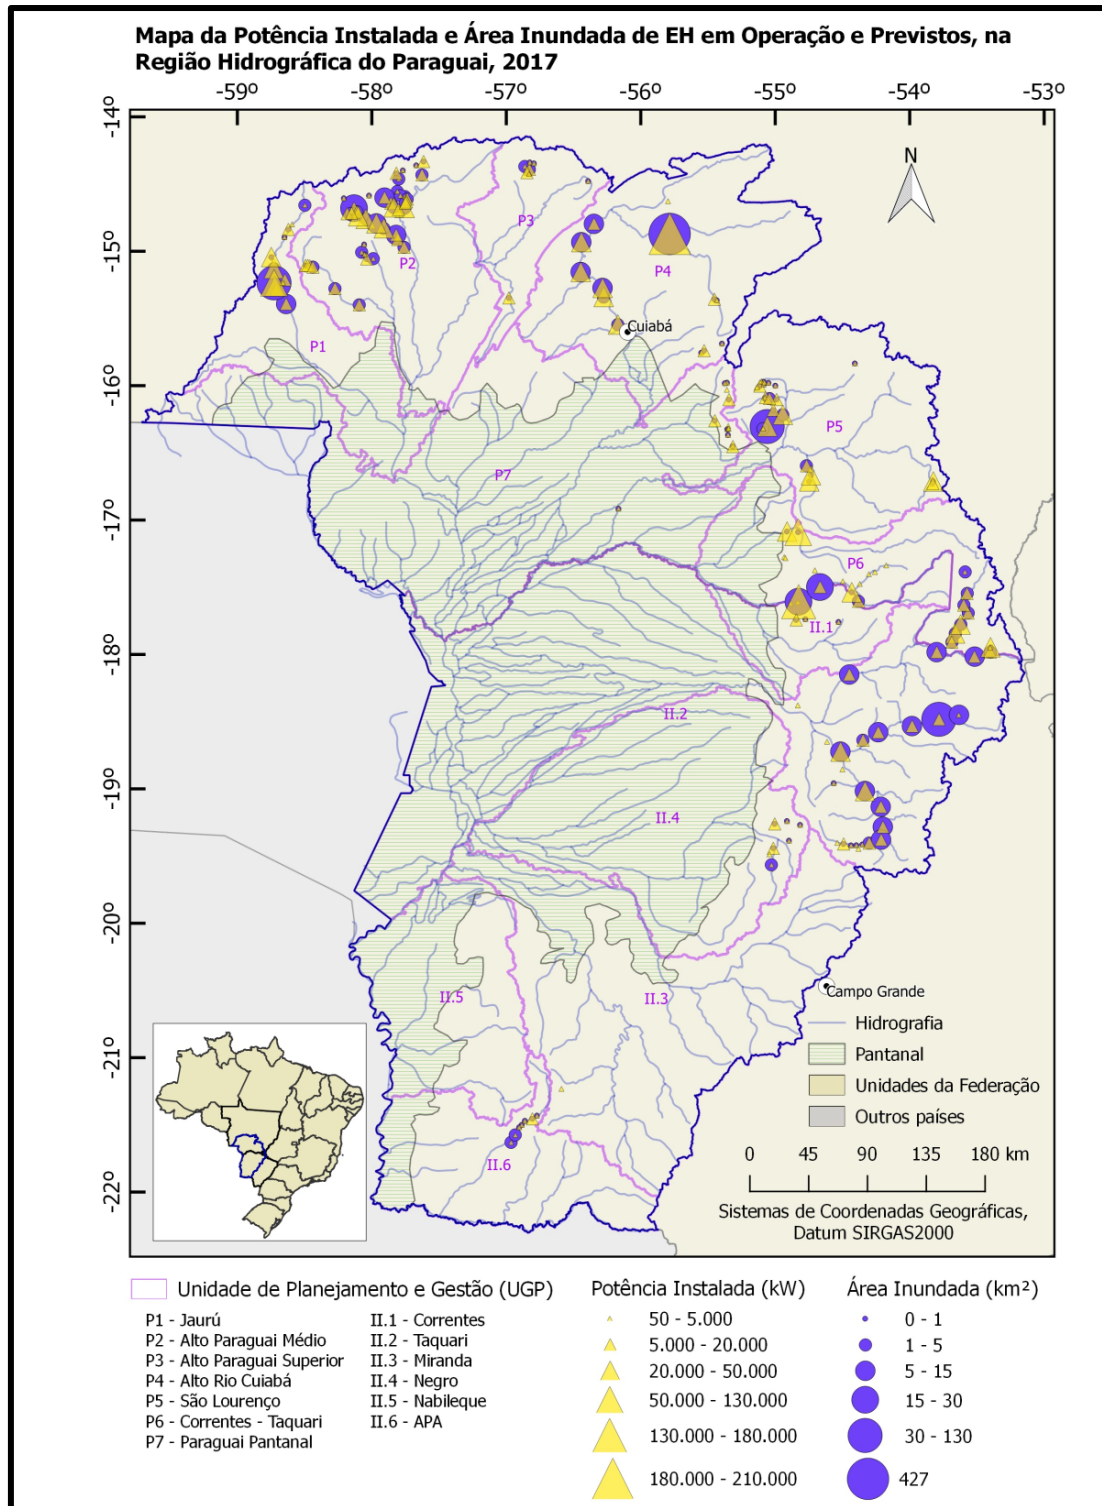 Mapa da Potência Instalada e Área Inundada de EH em Operação e Previstos, na
Região Hidrográfica do Paraguai, 2017
-59º -58º -57º -56º -55º -54º -53º
-14º
-15º
-16º
-17º
-18º
-19º
-20º
-21º
-22º
N
P3
P2
P4
Cuiabá
P1
P5
P7
P6
II.1
II.2
II.4
II.5
II.3
II.6
Campo Grande
Hidrografia
Pantanal
Unidades da Federação
Outros países
0 45 90 135 180 km
Sistemas de Coordenadas Geográficas,
Datum SIRGAS2000
Unidade de Planejamento e Gestão (UGP)
P1 - Jaurú
P2 - Alto Paraguai Médio
P3 - Alto Paraguai Superior
P4 - Alto Rio Cuiabá
P5 - São Lourenço
P6 - Correntes - Taquari
P7 - Paraguai Pantanal
II.1 - Correntes
II.2 - Taquari
II.3 - Miranda
II.4 - Negro
II.5 - Nabileque
II.6 - APA
Potência Instalada (kW)
50 - 5.000
5.000 - 20.000
20.000 - 50.000
50.000 - 130.000
130.000 - 180.000
180.000 - 210.000
Área Inundada (km²)
0 - 1
1 - 5
5 - 15
15 - 30
30 - 130
427